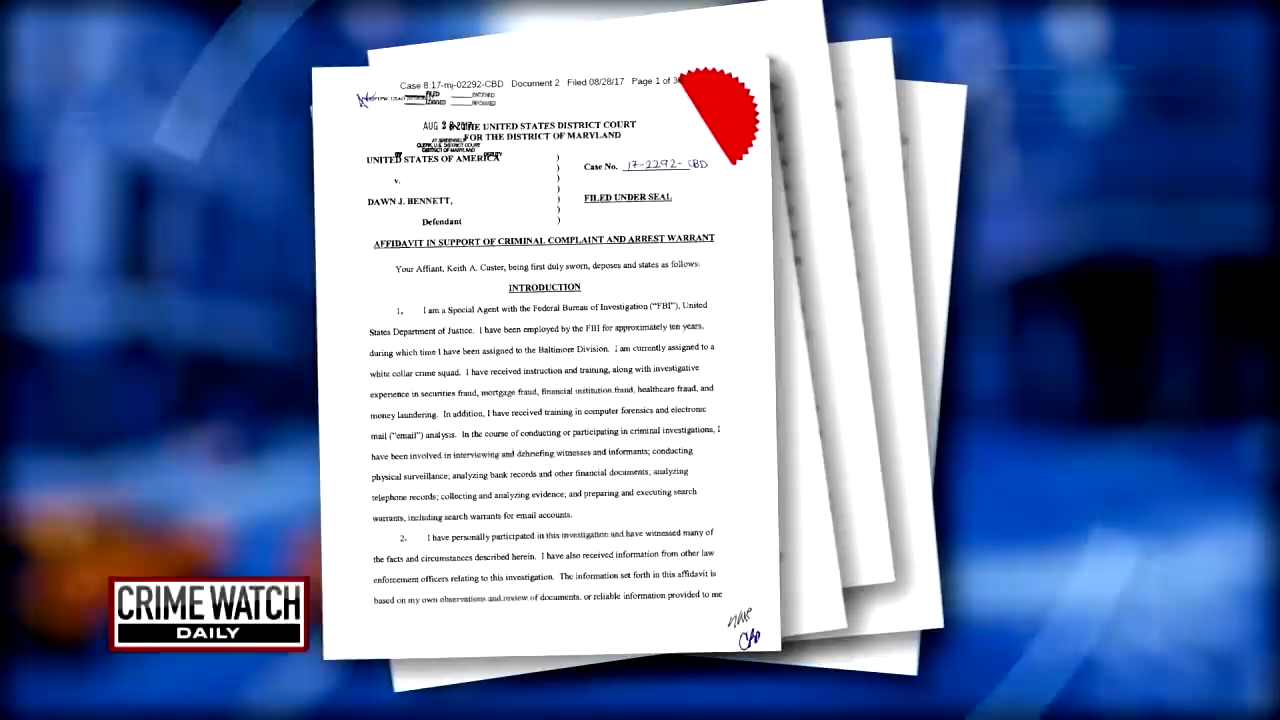 Case 8:17-mj-02292-CBD Document 2 Filed 08/28/17 Page 1 of
FILED ENTERED
LOGGED RECEIVED
AUG 28 2017
IN THE UNITED STATES DISTRICT COURT
FOR THE DISTRICT OF MARYLAND
AT GREENBELT
CLERK, U.S. DISTRICT COURT
DISTRICT OF MARYLAND
BY DEPUTY
UNITED STATES OF AMERICA
v.
DAWN J. BENNETT,
Defendant
)
)
)
)
)
)
)
Case No. 17-2292-CBD
FILED UNDER SEAL
AFFIDAVIT IN SUPPORT OF CRIMINAL COMPLAINT AND ARREST WARRANT
Your Affiant, Keith A. Custer, being first duly sworn, deposes and states as follows:
INTRODUCTION
1. I am a Special Agent with the Federal Bureau of Investigation (“FBI”), United
States Department of Justice. I have been employed by the FBI for approximately ten years,
during which time I have been assigned to the Baltimore Division. I am currently assigned to a
white collar crime squad. I have received instruction and training, along with investigative
experience in securities fraud, mortgage fraud, financial institution fraud, healthcare fraud, and
money laundering. In addition, I have received training in computer forensics and electronic
mail (“email”) analysis. In the course of conducting or participating in criminal investigations, I
have been involved in interviewing and debriefing witnesses and informants; conducting
physical surveillance; analyzing bank records and other financial documents; analyzing
telephone records; collecting and analyzing evidence; and preparing and executing search
warrants, including search warrants for email accounts.
2. I have personally participated in this investigation and have witnessed many of
the facts and circumstances described herein. I have also received information from other law
enforcement officers relating to this investigation. The information set forth in this affidavit is
based on my own observations and review of documents, or reliable information provided to me
CBD
CRIME WATCH
DAILY